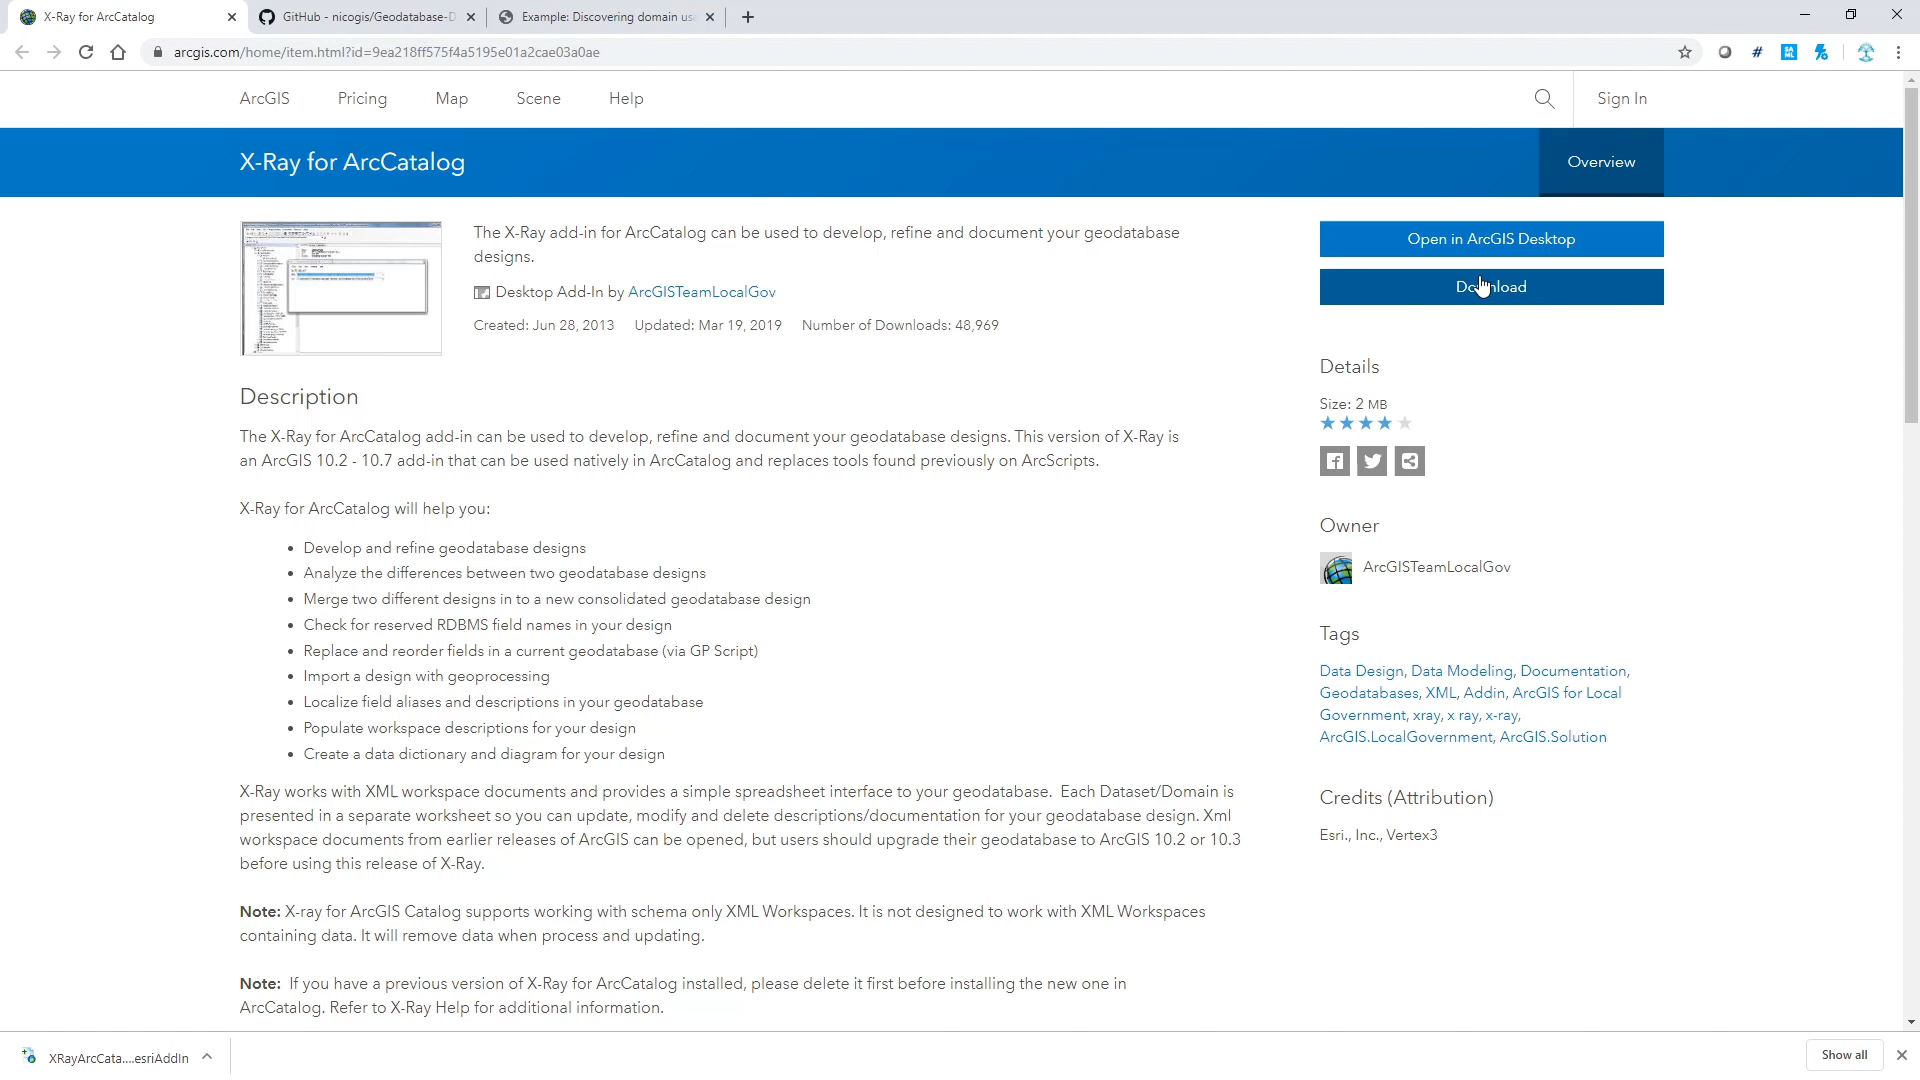 X-Ray for ArcCatalog
GitHub - nicogis/Geodatabase-D
Example: Discovering domain us
arcgis.com/home/item.html?id=9ea218ff575f4a5195e01a2cae03a0ae
ArcGIS Pricing Map Scene Help Sign In
X-Ray for ArcCatalog
Overview
The X-Ray add-in for ArcCatalog can be used to develop, refine and document your geodatabase
designs.
Desktop Add-In by ArcGISTeamLocalGov
Created: Jun 28, 2013 Updated: Mar 19, 2019 Number of Downloads: 48,969
Open in ArcGIS Desktop
Download
Description
The X-Ray for ArcCatalog add-in can be used to develop, refine and document your geodatabase designs. This version of X-Ray is
an ArcGIS 10.2 - 10.7 add-in that can be used natively in ArcCatalog and replaces tools found previously on ArcScripts.
X-Ray for ArcCatalog will help you:
• Develop and refine geodatabase designs
• Analyze the differences between two geodatabase designs
• Merge two different designs in to a new consolidated geodatabase design
• Check for reserved RDBMS field names in your design
• Replace and reorder fields in a current geodatabase (via GP Script)
• Import a design with geoprocessing
• Localize field aliases and descriptions in your geodatabase
• Populate workspace descriptions for your design
• Create a data dictionary and diagram for your design
X-Ray works with XML workspace documents and provides a simple spreadsheet interface to your geodatabase. Each Dataset/Domain is
presented in a separate worksheet so you can update, modify and delete descriptions/documentation for your geodatabase design. Xml
workspace documents from earlier releases of ArcGIS can be opened, but users should upgrade their geodatabase to ArcGIS 10.2 or 10.3
before using this release of X-Ray.
Note: X-ray for ArcGIS Catalog supports working with schema only XML Workspaces. It is not designed to work with XML Workspaces
containing data. It will remove data when process and updating.
Note: If you have a previous version of X-Ray for ArcCatalog installed, please delete it first before installing the new one in
ArcCatalog. Refer to X-Ray Help for additional information.
Details
Size: 2 MB
Owner
ArcGISTeamLocalGov
Tags
Data Design, Data Modeling, Documentation,
Geodatabases, XML, Addin, ArcGIS for Local
Government, xray, x ray, x-ray,
ArcGIS.LocalGovernment, ArcGIS.Solution
Credits (Attribution)
Esri., Inc., Vertex3
XRayArcCata....esriAddIn
Show all